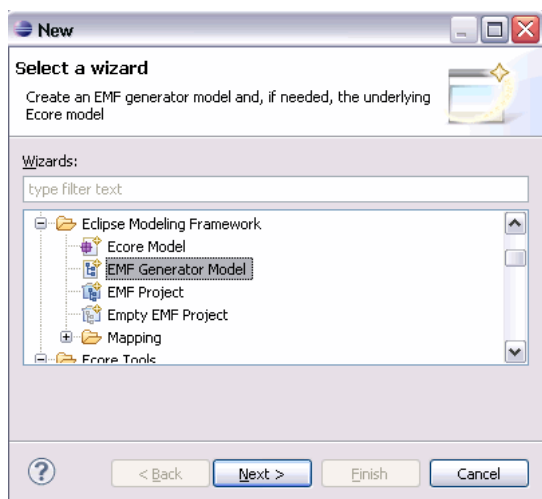 New
Select a wizard
Create an EMF generator model and, if needed, the underlying
Ecore model
Wizards:
type filter text
Eclipse Modeling Framework
Ecore Model
EMF Generator Model
EMF Project
Empty EMF Project
Mapping
Ecore Tools
?
< Back
Next >
Finish
Cancel